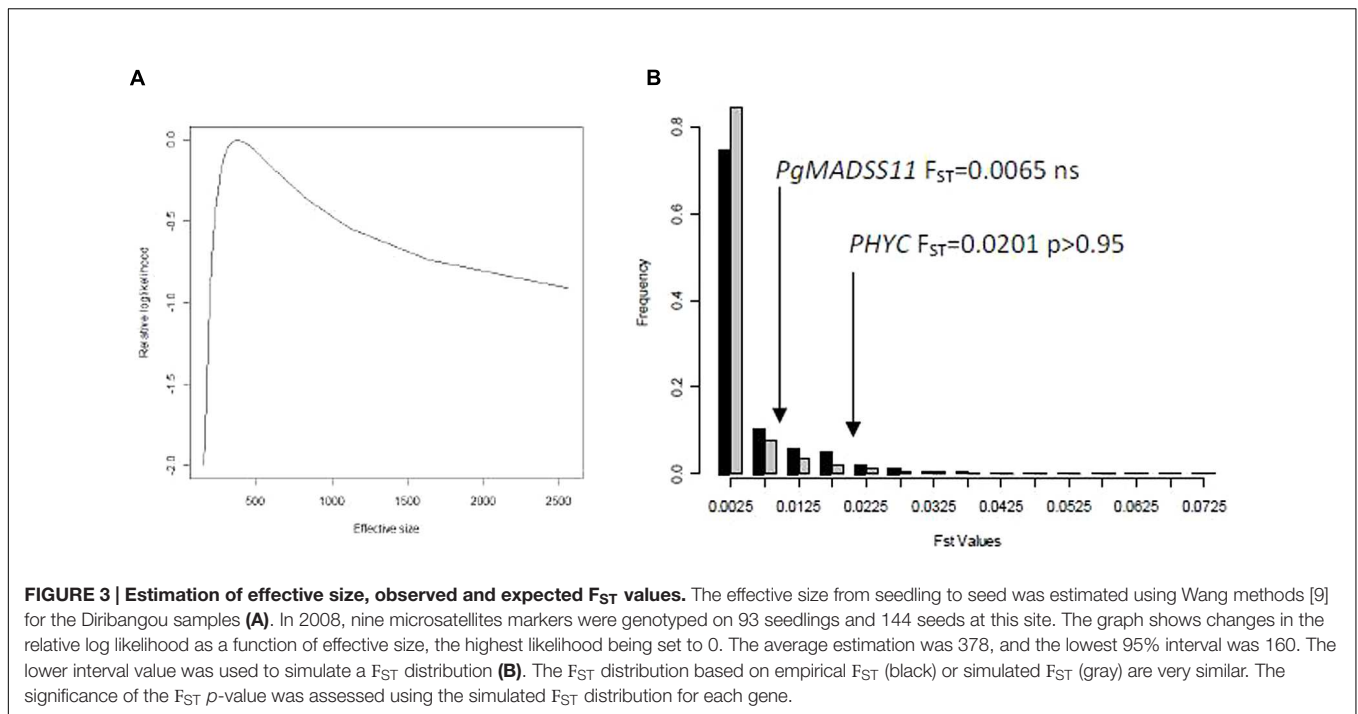 A
B
0.0
-0.5
-1.0
-1.5
-2.0
Relative log likelihood
500 1000 1500 2000 2500
Effective size
0.8
0.6
0.4
0.2
0.0
Frequency
PgMADSS11 FST=0.0065 ns
PHYC FST=0.0201 p>0.95
0.0025 0.0125 0.0225 0.0325 0.0425 0.0525 0.0625 0.0725
Fst Values
FIGURE 3 | Estimation of effective size, observed and expected FST values. The effective size from seedling to seed was estimated using Wang methods [9]
for the Diribangou samples (A). In 2008, nine microsatellites markers were genotyped on 93 seedlings and 144 seeds at this site. The graph shows changes in the
relative log likelihood as a function of effective size, the highest likelihood being set to 0. The average estimation was 378, and the lowest 95% interval was 160. The
lower interval value was used to simulate a FST distribution (B). The FST distribution based on empirical FST (black) or simulated FST (gray) are very similar. The
significance of the FST p-value was assessed using the simulated FST distribution for each gene.